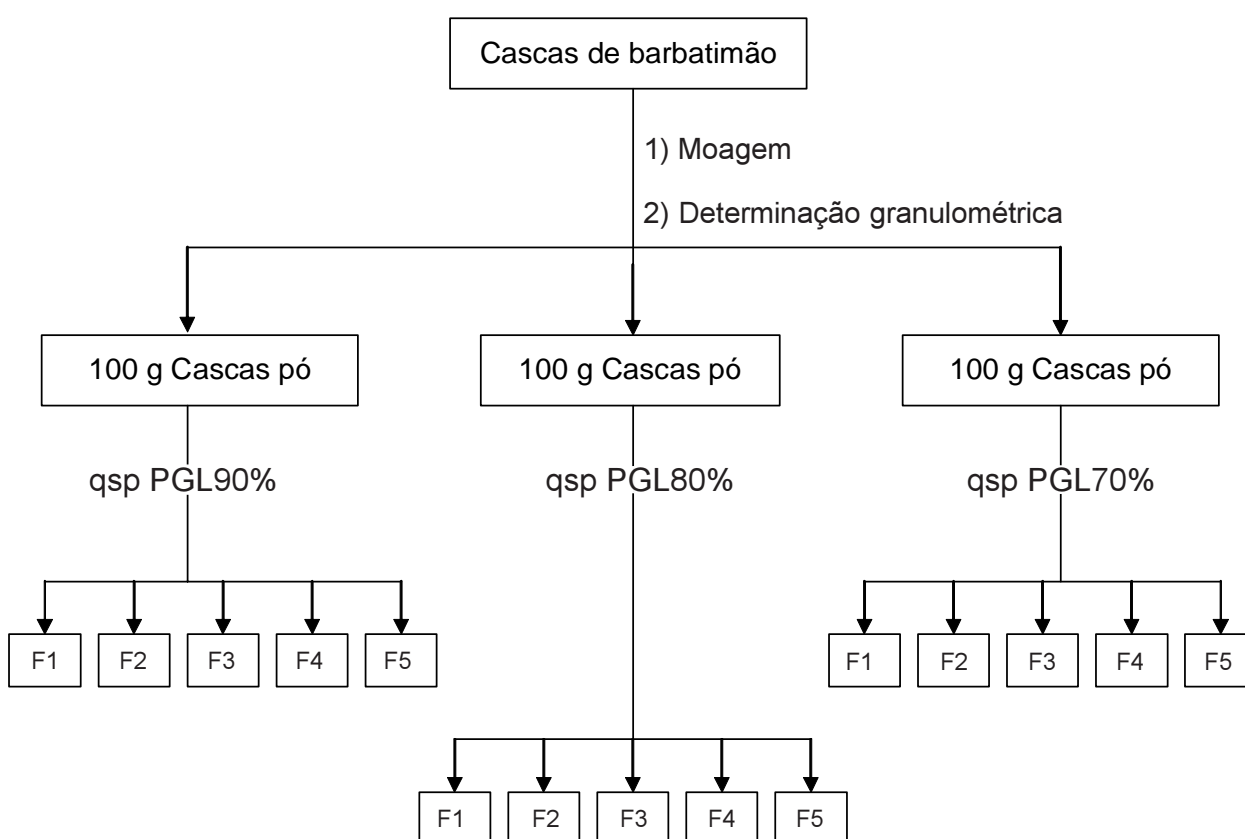 Cascas de barbatimão
1) Moagem
2) Determinação granulométrica
100 g Cascas pó
100 g Cascas pó
100 g Cascas pó
qsp PGL90%
qsp PGL80%
qsp PGL70%
F1
F2
F3
F4
F5
F1
F2
F3
F4
F5
F1
F2
F3
F4
F5